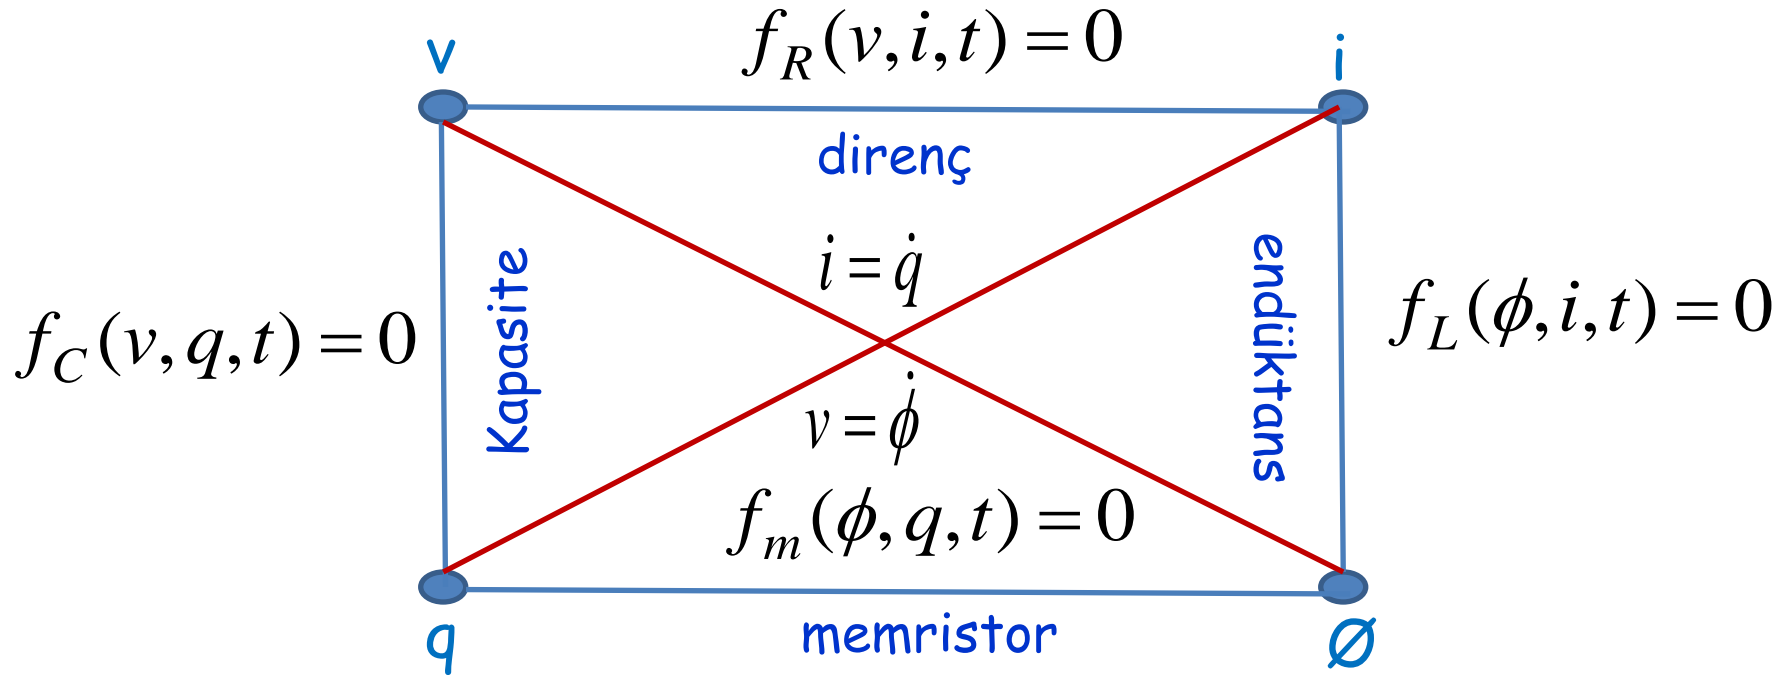 f_R(v,i,t) = 0
v
i
direnç
i = q̇
Kapasite
endüktans
f_C(v,q,t) = 0
f_L(ϕ,i,t) = 0
v = ϕ̇
f_m(ϕ,q,t) = 0
q
memristor
Ø